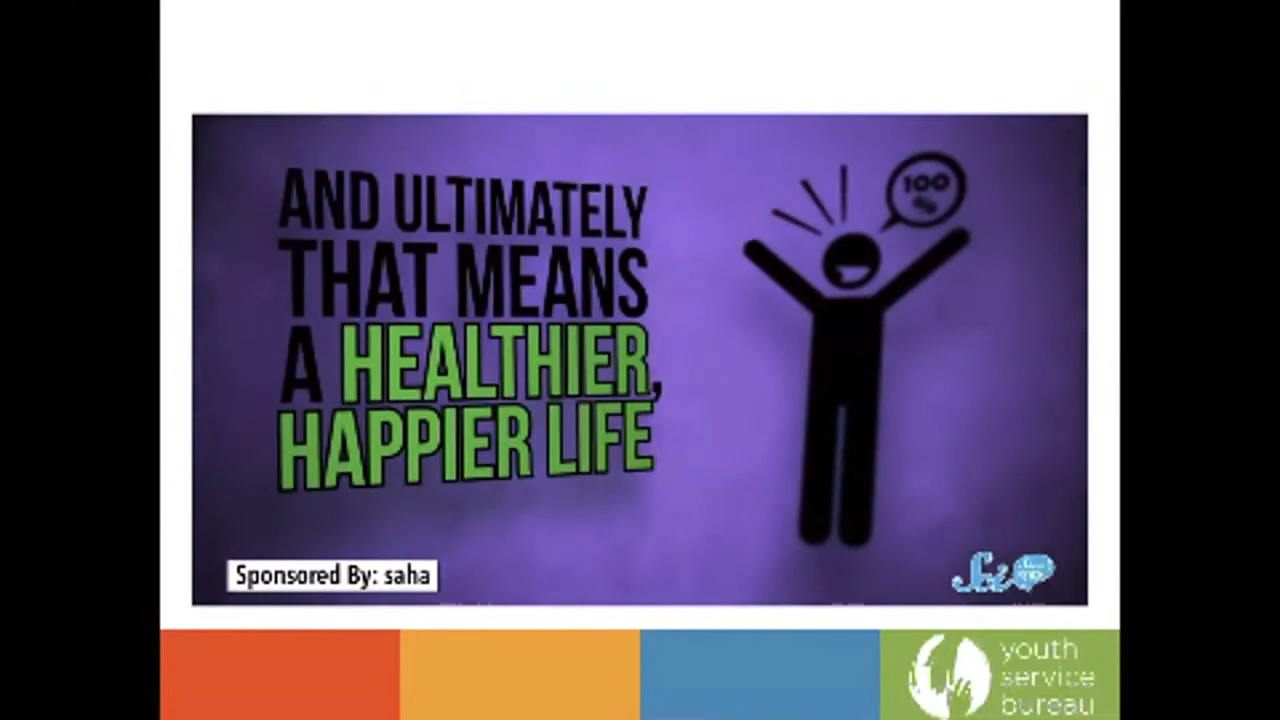 AND ULTIMATELY
THAT MEANS
A HEALTHIER,
HAPPIER LIFE
100
%
Sponsored By: saha
youth
service
bureau